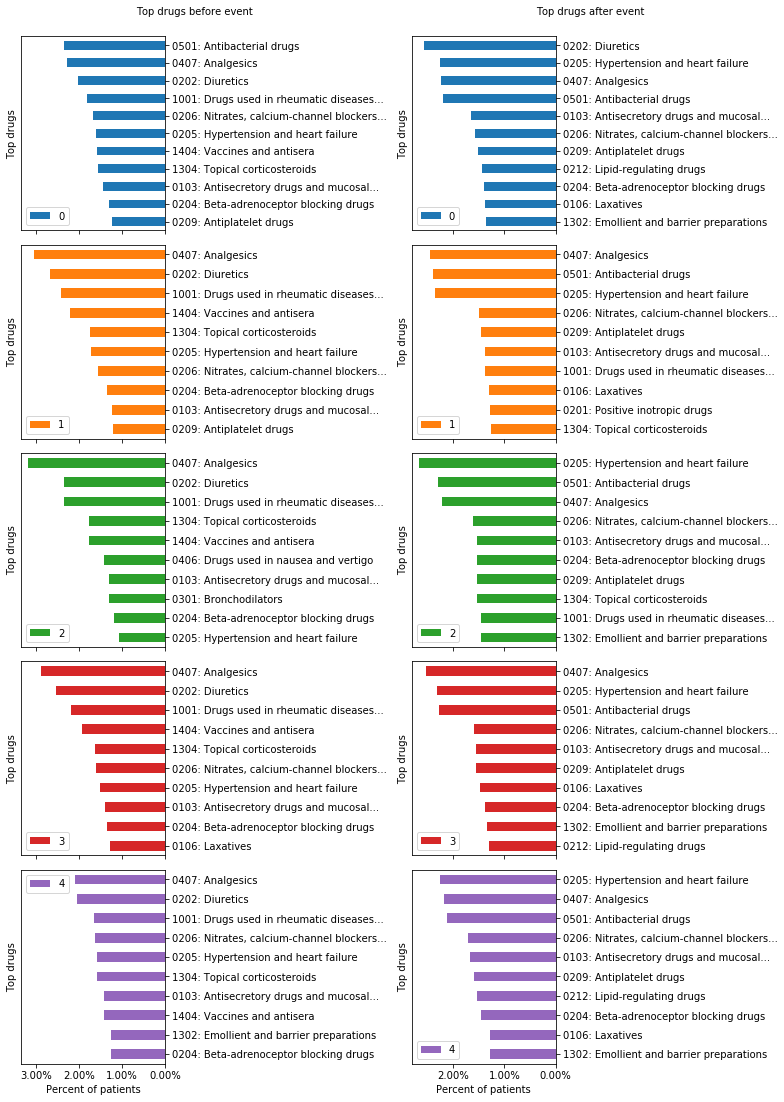 Top drugs before event
Top drugs
0501: Antibacterial drugs
0407: Analgesics
0202: Diuretics
1001: Drugs used in rheumatic diseases...
0206: Nitrates, calcium-channel blockers...
0205: Hypertension and heart failure
1404: Vaccines and antisera
1304: Topical corticosteroids
0103: Antisecretory drugs and mucosal...
0204: Beta-adrenoceptor blocking drugs
0209: Antiplatelet drugs
0
Top drugs
0407: Analgesics
0202: Diuretics
1001: Drugs used in rheumatic diseases...
1404: Vaccines and antisera
1304: Topical corticosteroids
0205: Hypertension and heart failure
0206: Nitrates, calcium-channel blockers...
0204: Beta-adrenoceptor blocking drugs
0103: Antisecretory drugs and mucosal...
0209: Antiplatelet drugs
1
Top drugs
0407: Analgesics
0202: Diuretics
1001: Drugs used in rheumatic diseases...
1304: Topical corticosteroids
1404: Vaccines and antisera
0406: Drugs used in nausea and vertigo
0103: Antisecretory drugs and mucosal...
0301: Bronchodilators
0204: Beta-adrenoceptor blocking drugs
0205: Hypertension and heart failure
2
Top drugs
0407: Analgesics
0202: Diuretics
1001: Drugs used in rheumatic diseases...
1404: Vaccines and antisera
1304: Topical corticosteroids
0206: Nitrates, calcium-channel blockers...
0205: Hypertension and heart failure
0103: Antisecretory drugs and mucosal...
0204: Beta-adrenoceptor blocking drugs
0106: Laxatives
3
Top drugs
4
0407: Analgesics
0202: Diuretics
1001: Drugs used in rheumatic diseases...
0206: Nitrates, calcium-channel blockers...
0205: Hypertension and heart failure
1304: Topical corticosteroids
0103: Antisecretory drugs and mucosal...
1404: Vaccines and antisera
1302: Emollient and barrier preparations
0204: Beta-adrenoceptor blocking drugs
3.00% 2.00% 1.00% 0.00%
Percent of patients
Top drugs after event
Top drugs
0202: Diuretics
0205: Hypertension and heart failure
0407: Analgesics
0501: Antibacterial drugs
0103: Antisecretory drugs and mucosal...
0206: Nitrates, calcium-channel blockers...
0209: Antiplatelet drugs
0212: Lipid-regulating drugs
0204: Beta-adrenoceptor blocking drugs
0106: Laxatives
1302: Emollient and barrier preparations
0
Top drugs
0407: Analgesics
0501: Antibacterial drugs
0205: Hypertension and heart failure
0206: Nitrates, calcium-channel blockers...
0209: Antiplatelet drugs
0103: Antisecretory drugs and mucosal...
1001: Drugs used in rheumatic diseases...
0106: Laxatives
0201: Positive inotropic drugs
1304: Topical corticosteroids
1
Top drugs
0205: Hypertension and heart failure
0501: Antibacterial drugs
0407: Analgesics
0206: Nitrates, calcium-channel blockers...
0103: Antisecretory drugs and mucosal...
0204: Beta-adrenoceptor blocking drugs
0209: Antiplatelet drugs
1304: Topical corticosteroids
1001: Drugs used in rheumatic diseases...
1302: Emollient and barrier preparations
2
Top drugs
0407: Analgesics
0205: Hypertension and heart failure
0501: Antibacterial drugs
0206: Nitrates, calcium-channel blockers...
0103: Antisecretory drugs and mucosal...
0209: Antiplatelet drugs
0106: Laxatives
0204: Beta-adrenoceptor blocking drugs
1302: Emollient and barrier preparations
0212: Lipid-regulating drugs
3
Top drugs
0205: Hypertension and heart failure
0407: Analgesics
0501: Antibacterial drugs
0206: Nitrates, calcium-channel blockers...
0103: Antisecretory drugs and mucosal...
0209: Antiplatelet drugs
0212: Lipid-regulating drugs
0204: Beta-adrenoceptor blocking drugs
0106: Laxatives
1302: Emollient and barrier preparations
4
2.00% 1.00% 0.00%
Percent of patients